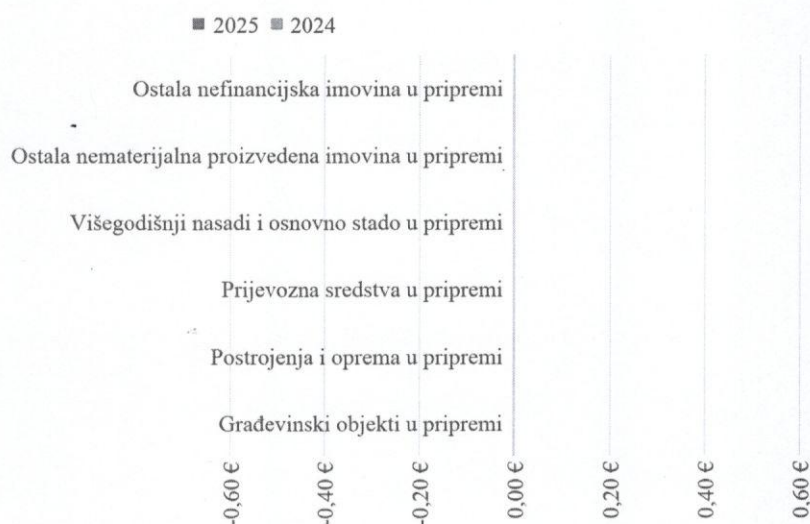 2025 2024
Ostala nefinancijska imovina u pripremi
Ostala nematerijalna proizvedena imovina u pripremi
Višegodišnji nasadi i osnovno stado u pripremi
Prijevozna sredstva u pripremi
Postrojenja i oprema u pripremi
Građevinski objekti u pripremi
-0,60 € -0,40 € -0,20 € 0,00 € 0,20 € 0,40 € 0,60 €